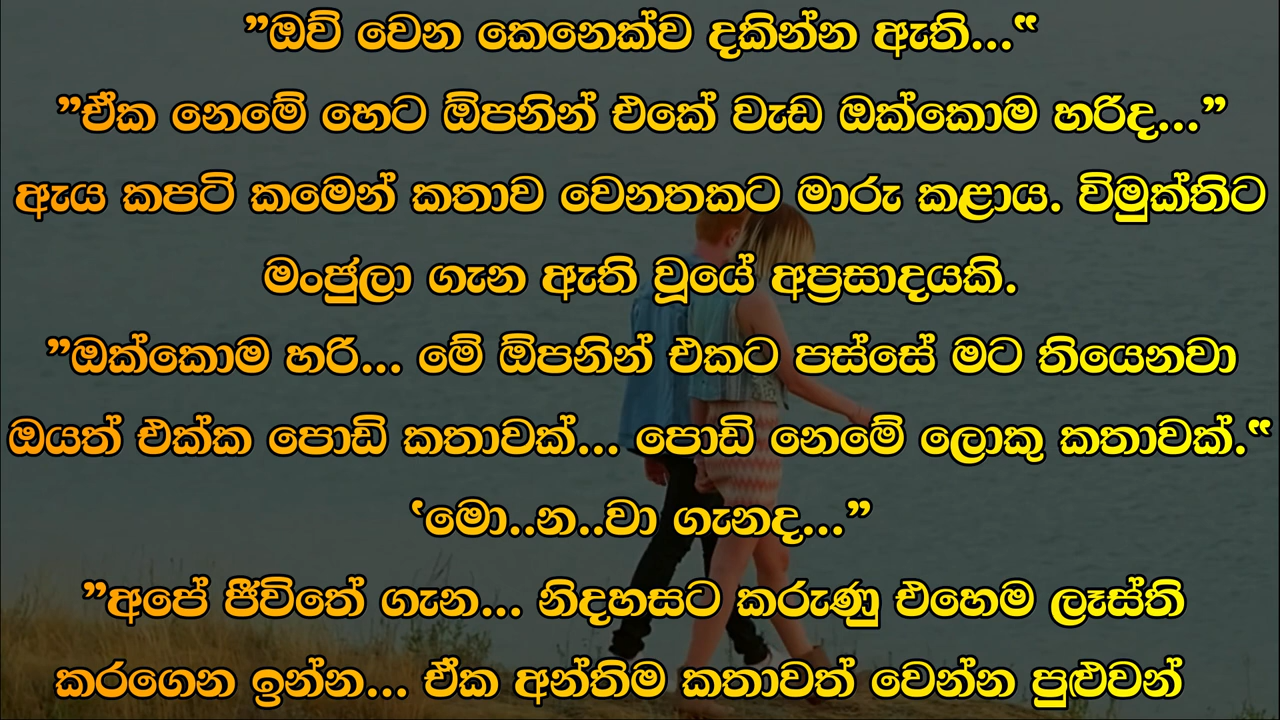 ”ඔව් වෙන කෙනෙක්ව දකින්න ඇති...“
”ඒක නෙමේ හෙට ඕපනින් එකේ වැඩ ඔක්කොම හරිද...”
ඇය කපටි කමෙන් කතාව වෙනතකට මාරු කළාය. විමුක්තිට
මංජුලා ගැන ඇති වූයේ අප්‍රසාදයකි.
”ඔක්කොම හරි... මේ ඕපනින් එකට පස්සේ මට තියෙනවා
ඔයත් එක්ක පොඩි කතාවක්... පොඩි නෙමේ ලොකු කතාවක්.“
‘මො..න..වා ගැනද...”
”අපේ ජීවිතේ ගැන... නිදහසට කරුණු එහෙම ලෑස්ති
කරගෙන ඉන්න... ඒක අන්තිම කතාවත් වෙන්න පුළුවන්